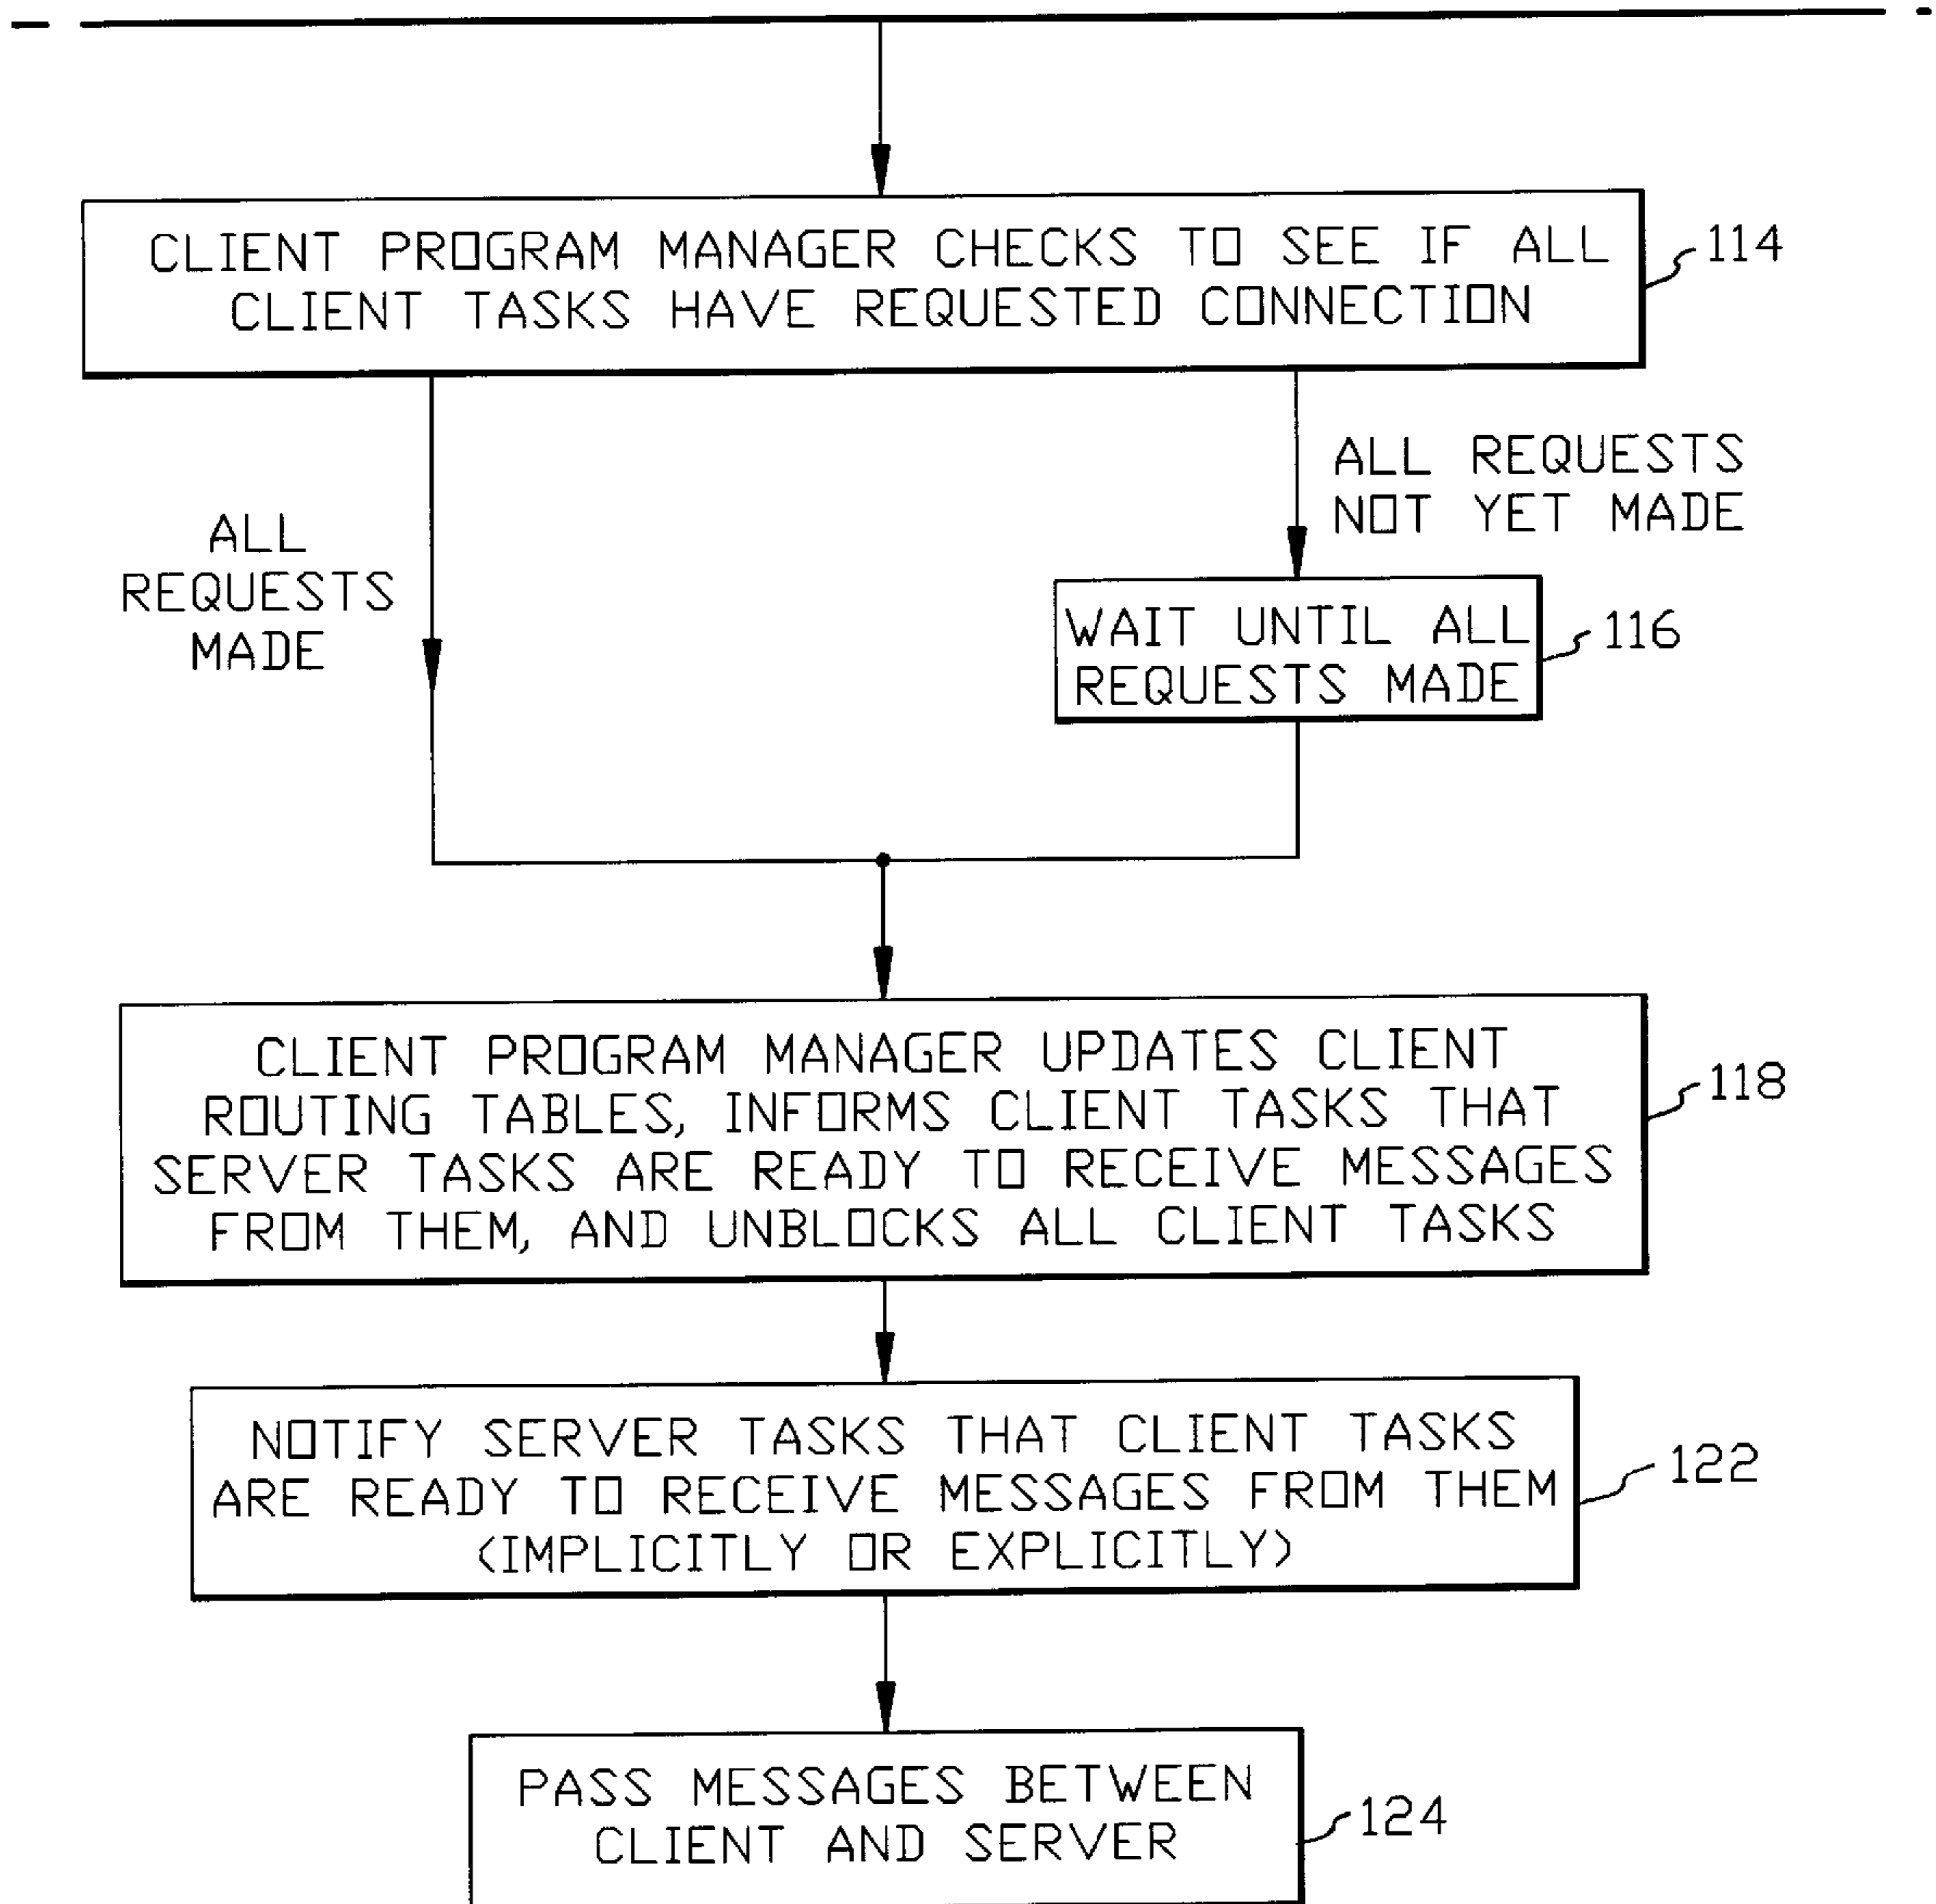 CLIENT PROGRAM MANAGER CHECKS TO SEE IF ALL
CLIENT TASKS HAVE REQUESTED CONNECTION
114
ALL REQUESTS
NOT YET MADE
ALL
REQUESTS
MADE
WAIT UNTIL ALL
REQUESTS MADE
116
CLIENT PROGRAM MANAGER UPDATES CLIENT
ROUTING TABLES, INFORMS CLIENT TASKS THAT
SERVER TASKS ARE READY TO RECEIVE MESSAGES
FROM THEM, AND UNBLOCKS ALL CLIENT TASKS
118
NOTIFY SERVER TASKS THAT CLIENT TASKS
ARE READY TO RECEIVE MESSAGES FROM THEM
(IMPLICITLY OR EXPLICITLY)
122
PASS MESSAGES BETWEEN
CLIENT AND SERVER
124